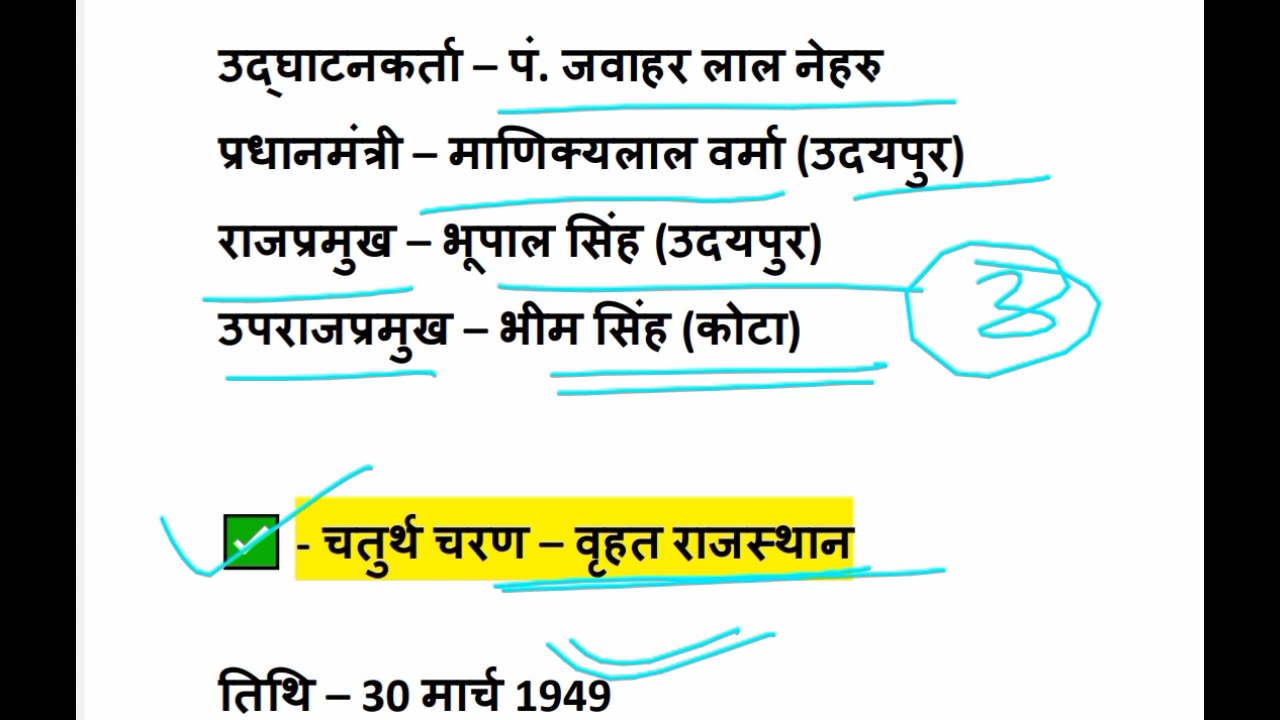 उद्घाटनकर्ता – पं. जवाहर लाल नेहरु
प्रधानमंत्री – माणिक्यलाल वर्मा (उदयपुर)
राजप्रमुख – भूपाल सिंह (उदयपुर)
उपराजप्रमुख – भीम सिंह (कोटा)
3
✅ - चतुर्थ चरण – वृहत राजस्थान
तिथि – 30 मार्च 1949